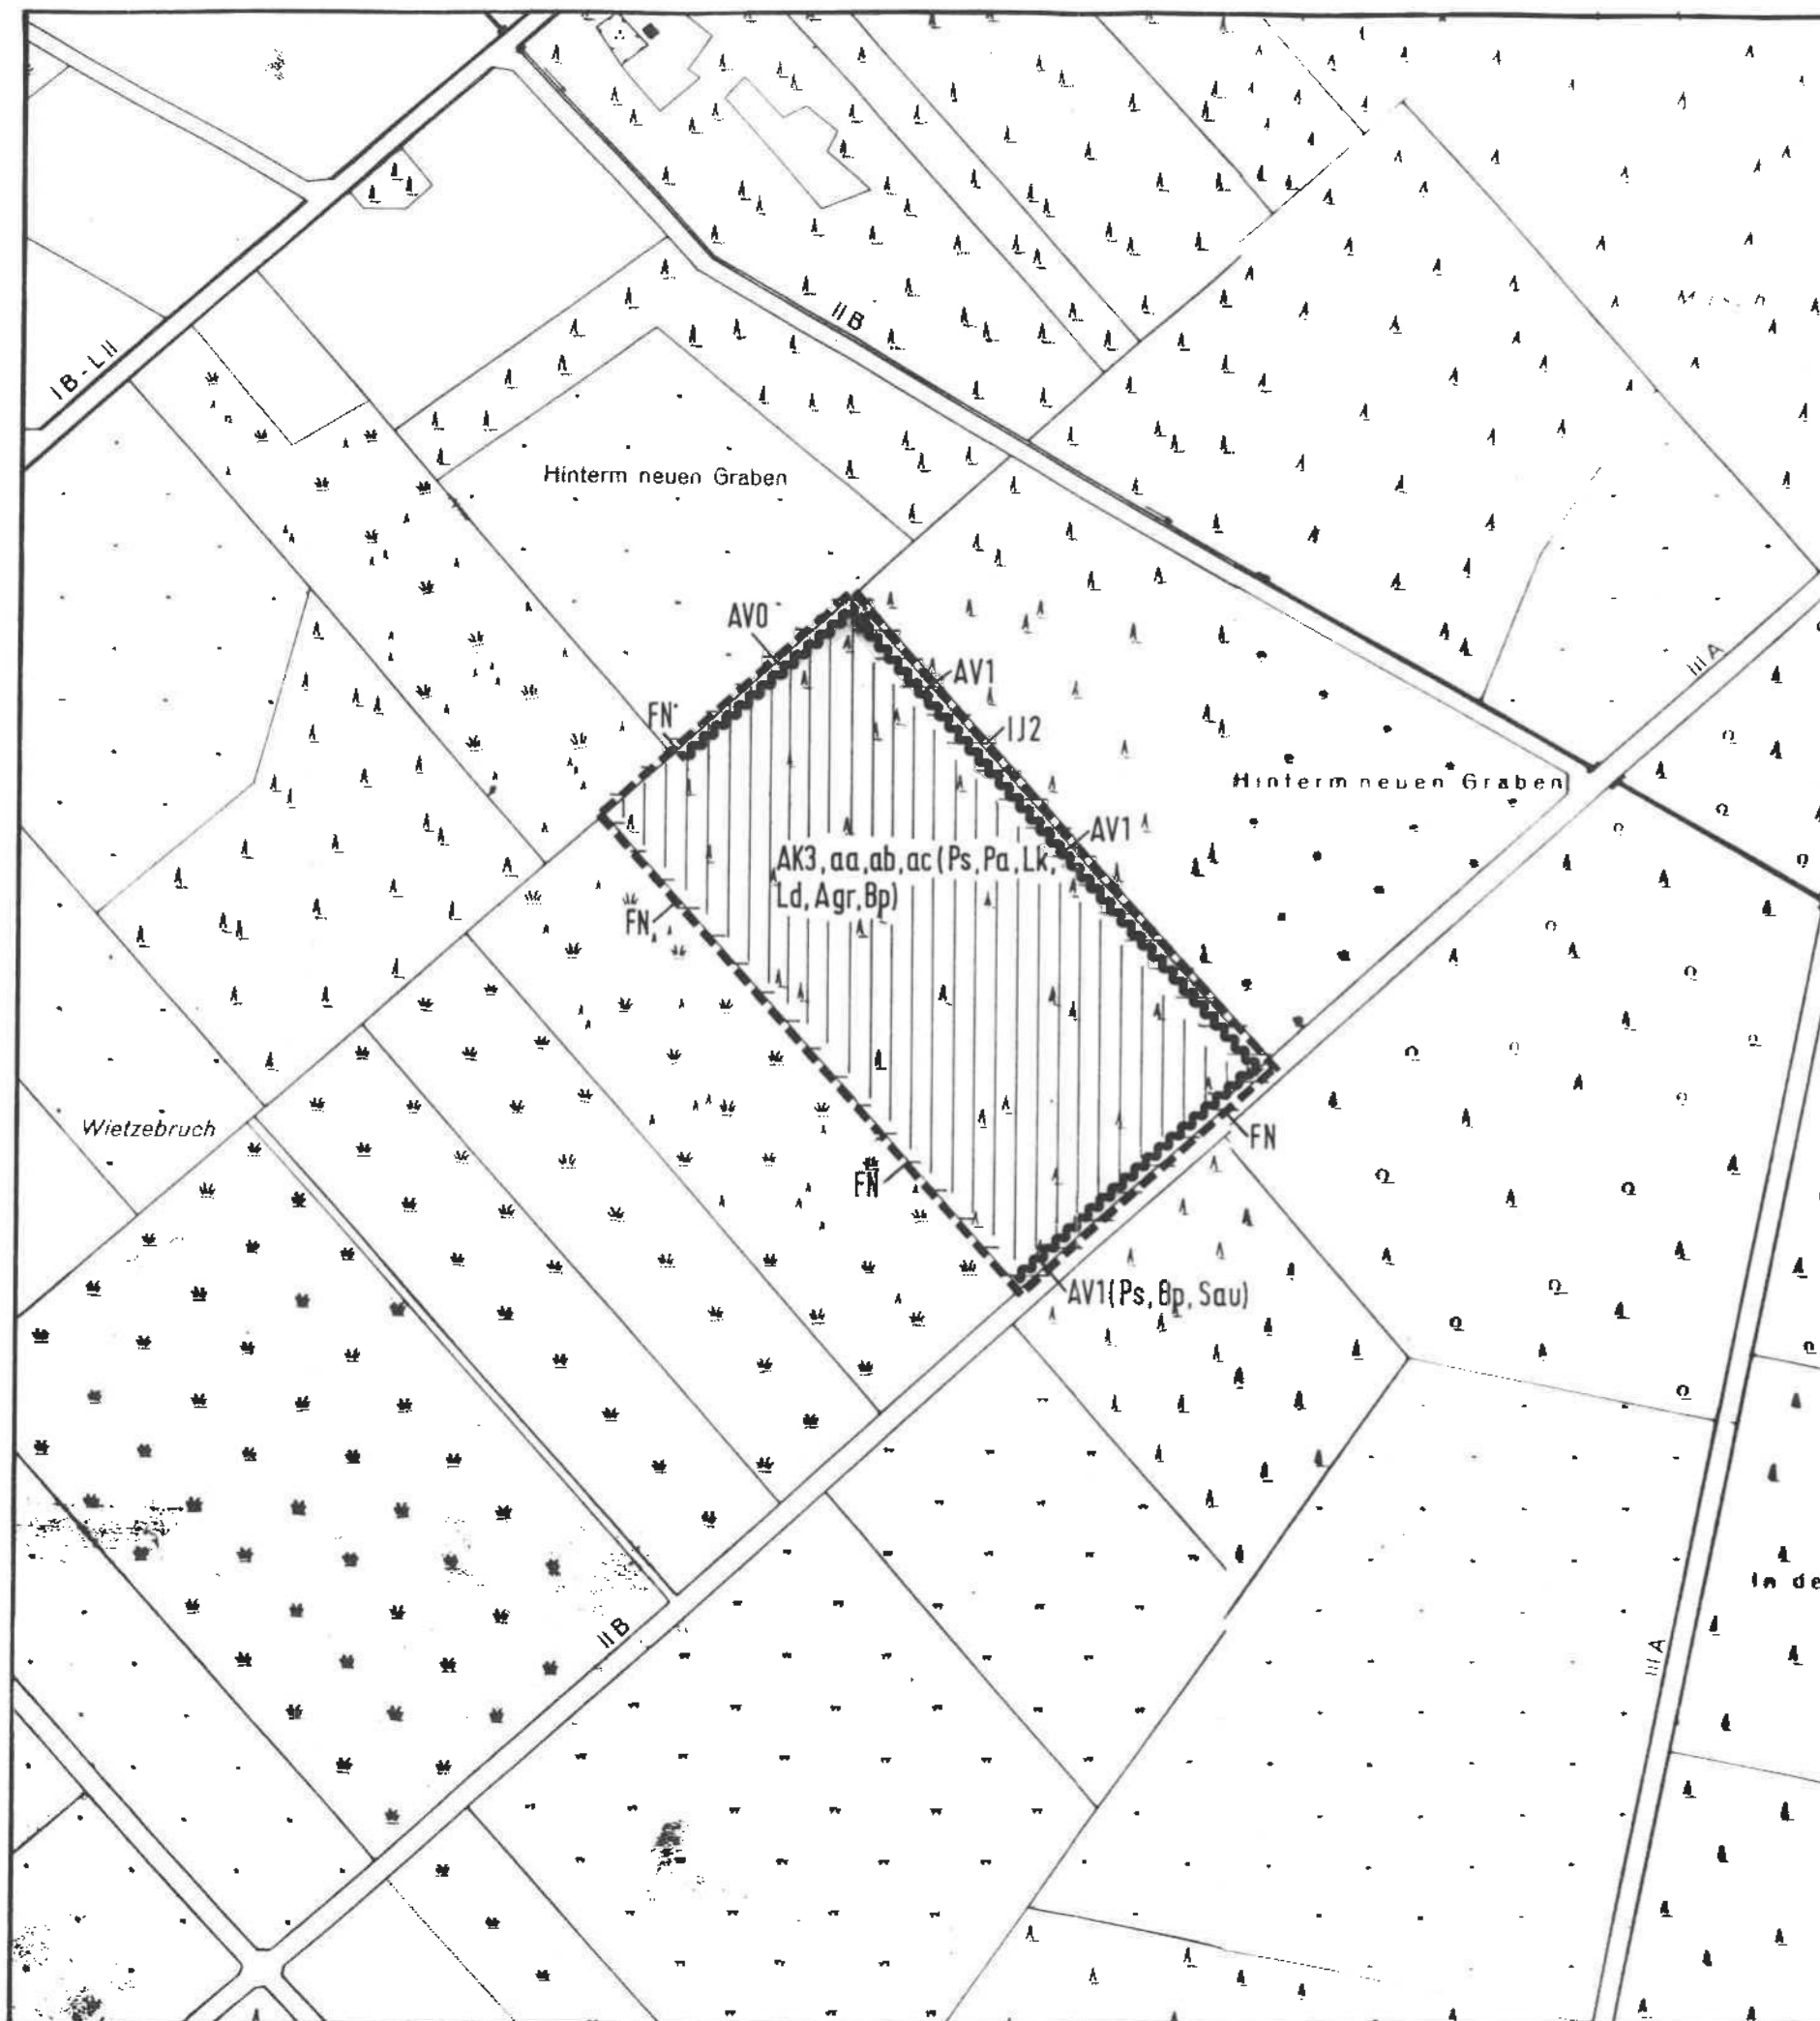 IB-LII
IIB
Hinterm neuen Graben
AV0
AV1
IIIA
FN
IJ2
Hinterm neuen Graben
AV1
AK3,aa,ab,ac(Ps,Pa,Lk,
Ld,Agr,Bp)
FN
Wietzebruch
FN
FN
AV1(Ps,Bp,Sau)
In de
IIB
IIIA